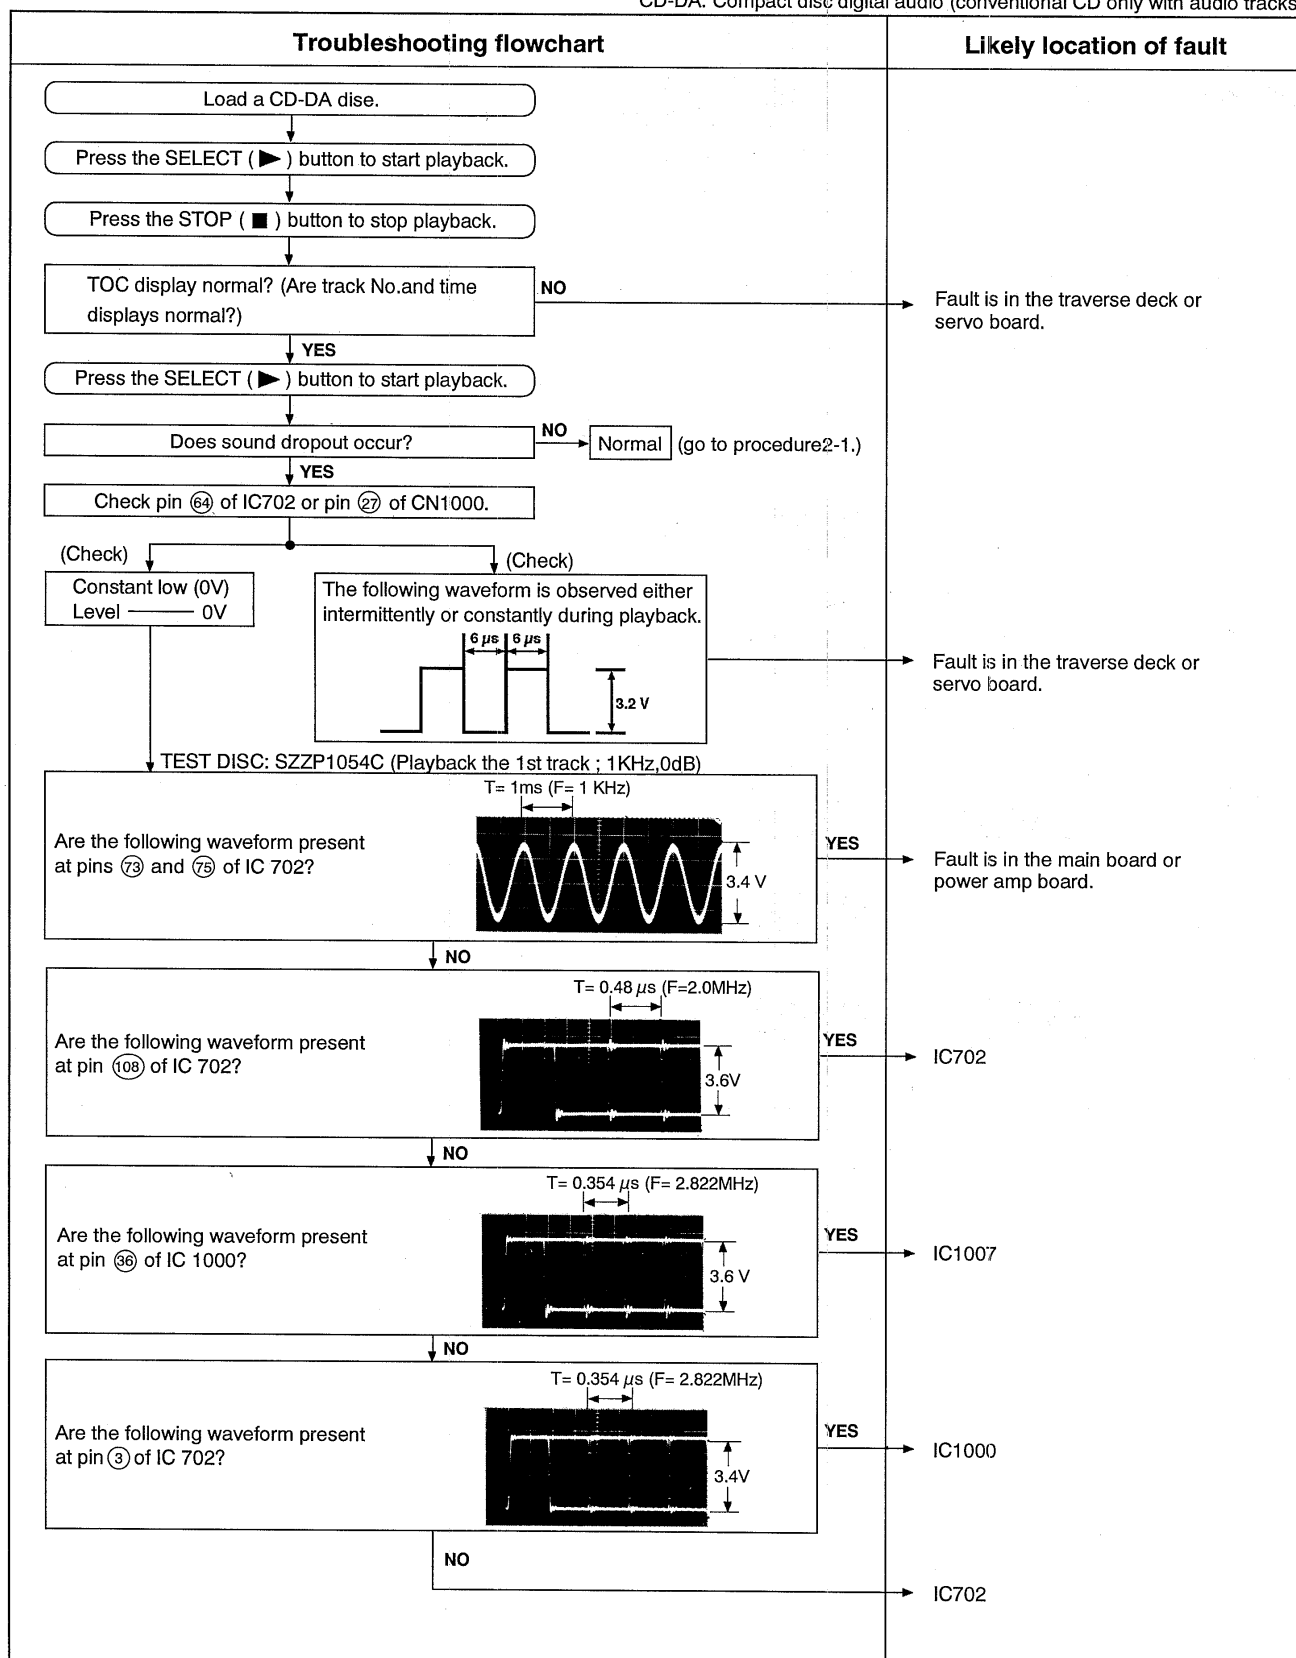 CD-DA: Compact disc digital audio (conventional CD only with audio tracks
Troubleshooting flowchart
Likely location of fault
Load a CD-DA dise.
Press the SELECT ( ▶ ) button to start playback.
Press the STOP ( ■ ) button to stop playback.
TOC display normal? (Are track No.and time
displays normal?)
NO
Fault is in the traverse deck or
servo board.
YES
Press the SELECT ( ▶ ) button to start playback.
Does sound dropout occur?
NO
Normal (go to procedure2-1.)
YES
Check pin 64 of IC702 or pin 27 of CN1000.
(Check)
(Check)
Constant low (0V)
Level ——— 0V
The following waveform is observed either
intermittently or constantly during playback.
6 µs 6 µs
3.2 V
Fault is in the traverse deck or
servo board.
TEST DISC: SZZP1054C (Playback the 1st track ; 1KHz,0dB)
T= 1ms (F= 1 KHz)
Are the following waveform present
at pins 73 and 75 of IC 702?
3.4 V
YES
Fault is in the main board or
power amp board.
NO
T= 0.48 µs (F=2.0MHz)
Are the following waveform present
at pin 108 of IC 702?
3.6V
YES
IC702
NO
T= 0.354 µs (F= 2.822MHz)
Are the following waveform present
at pin 36 of IC 1000?
3.6 V
YES
IC1007
NO
T= 0.354 µs (F= 2.822MHz)
Are the following waveform present
at pin 3 of IC 702?
3.4V
YES
IC1000
NO
IC702